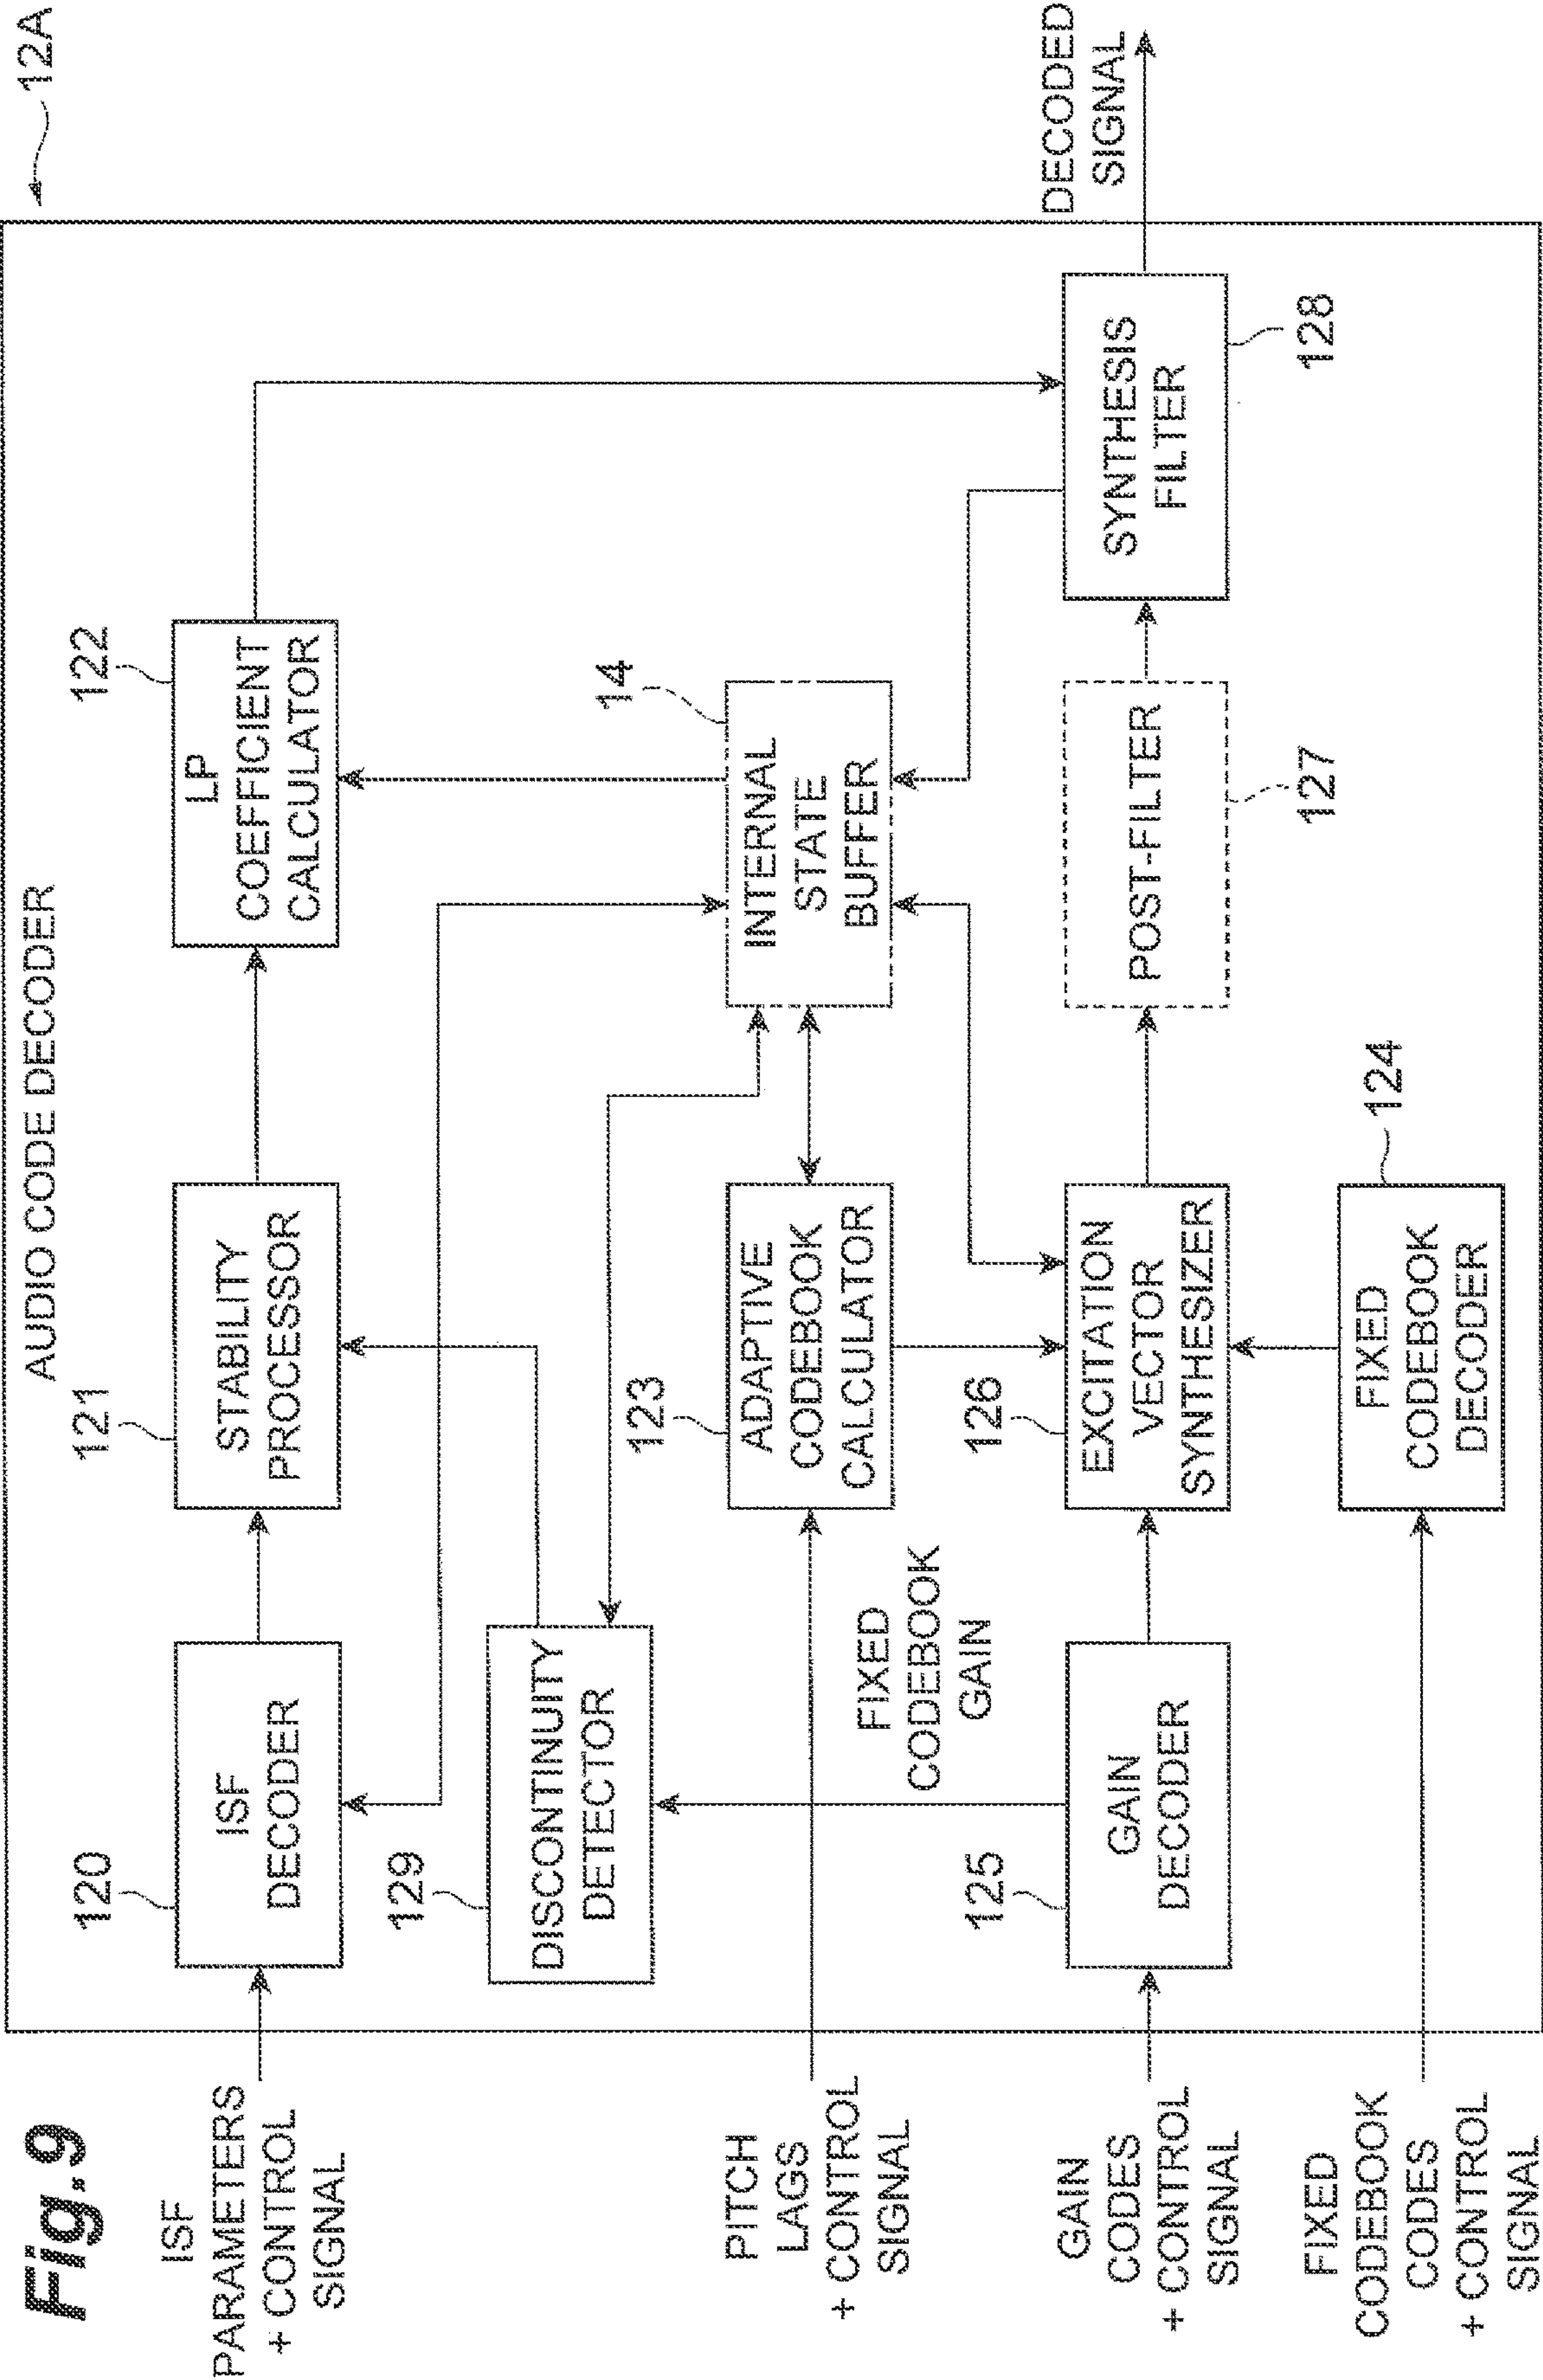 Fig.9
12A
AUDIO CODE DECODER
ISF
PARAMETERS
+ CONTROL
SIGNAL
120
ISF
DECODER
121
STABILITY
PROCESSOR
122
LP
COEFFICIENT
CALCULATOR
129
DISCONTINUITY
DETECTOR
14
INTERNAL
STATE
BUFFER
PITCH
LAGS
+ CONTROL
SIGNAL
123
ADAPTIVE
CODEBOOK
CALCULATOR
FIXED
CODEBOOK
GAIN
GAIN
CODES
+ CONTROL
SIGNAL
125
GAIN
DECODER
126
EXCITATION
VECTOR
SYNTHESIZER
POST-FILTER
127
SYNTHESIS
FILTER
128
DECODED
SIGNAL
FIXED
CODEBOOK
CODES
+ CONTROL
SIGNAL
124
FIXED
CODEBOOK
DECODER